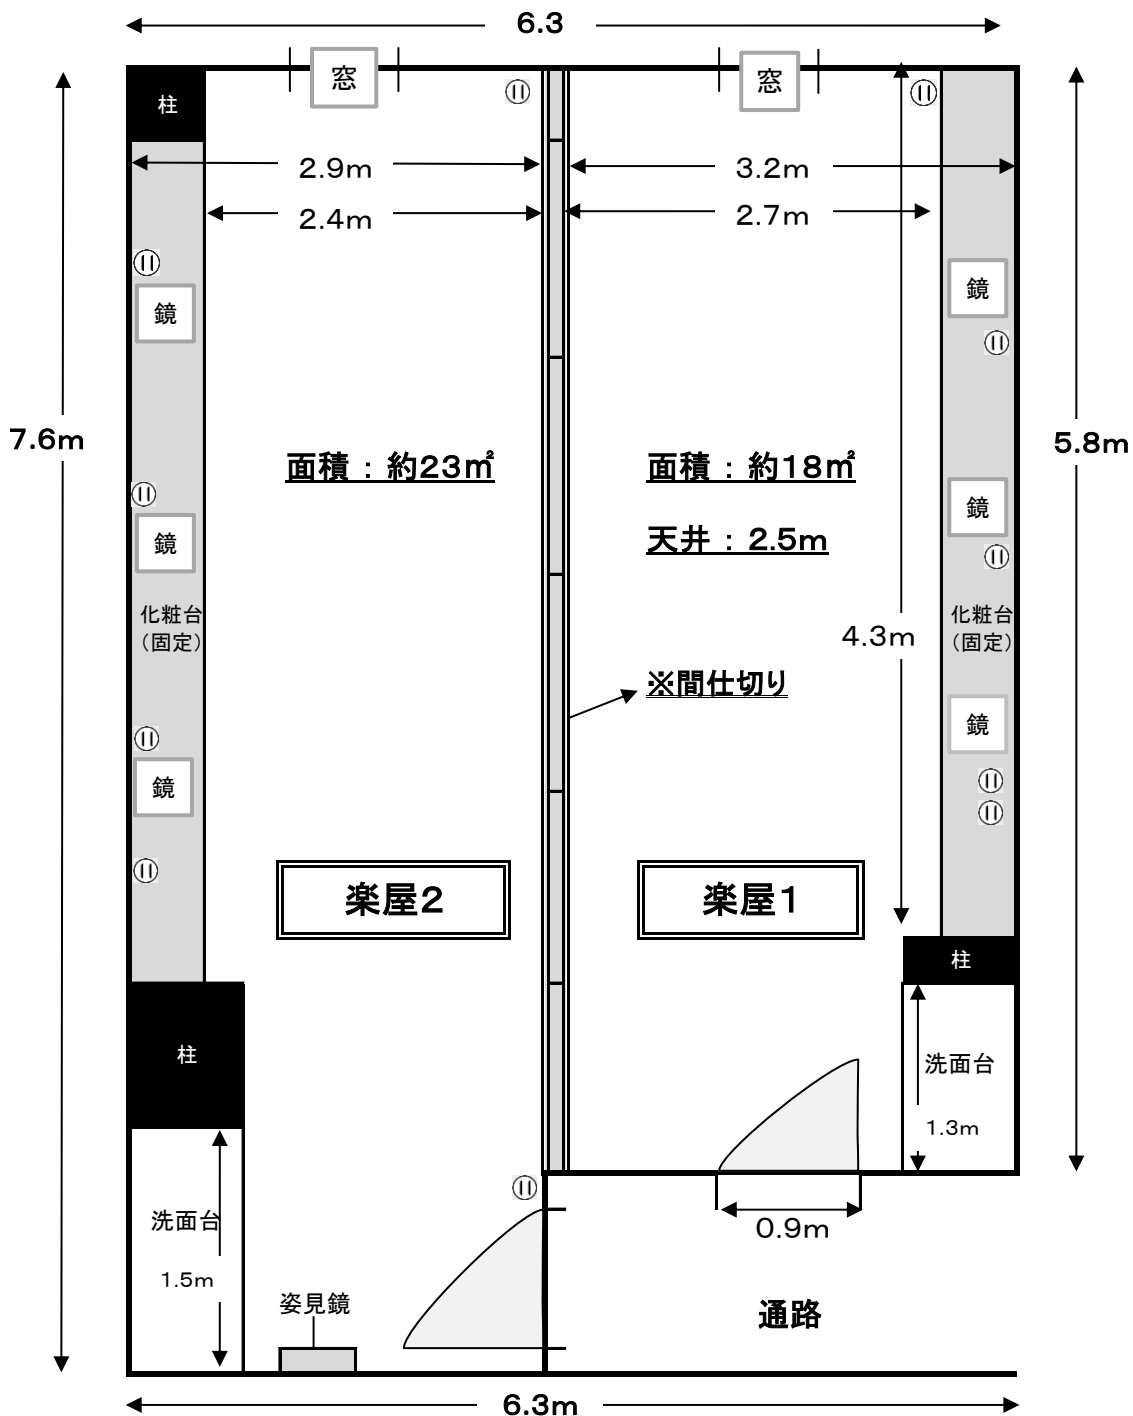 6.3
窓
窓
柱
2.9m
3.2m
2.4m
2.7m
鏡
鏡
7.6m
5.8m
面積 : 約23㎡
面積 : 約18㎡
鏡
鏡
天井 : 2.5m
化粧台
(固定)
化粧台
(固定)
4.3m
※間仕切り
鏡
鏡
楽屋2
楽屋1
柱
柱
洗面台
1.3m
洗面台
0.9m
1.5m
姿見鏡
通路
6.3m